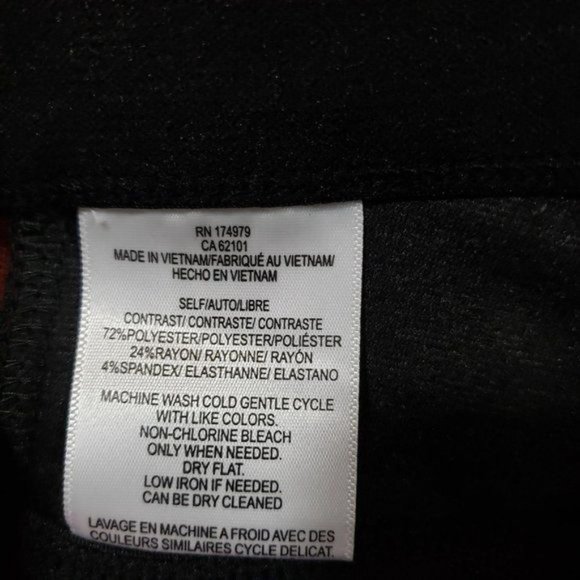 RN 174979
CA 62101
MADE IN VIETNAM/FABRIQUÉ AU VIETNAM/
HECHO EN VIETNAM
SELF/AUTO/LIBRE
CONTRAST/ CONTRASTE/ CONTRASTE
72%POLYESTER/POLYESTER/POLIÉSTER
24%RAYON/ RAYONNE/ RAYÓN
4%SPANDEX/ ELASTHANNE/ ELASTANO
MACHINE WASH COLD GENTLE CYCLE
WITH LIKE COLORS.
NON-CHLORINE BLEACH
ONLY WHEN NEEDED.
DRY FLAT.
LOW IRON IF NEEDED.
CAN BE DRY CLEANED
LAVAGE EN MACHINE A FROID AVEC DES
COULEURS SIMILAIRES CYCLE DELICAT.